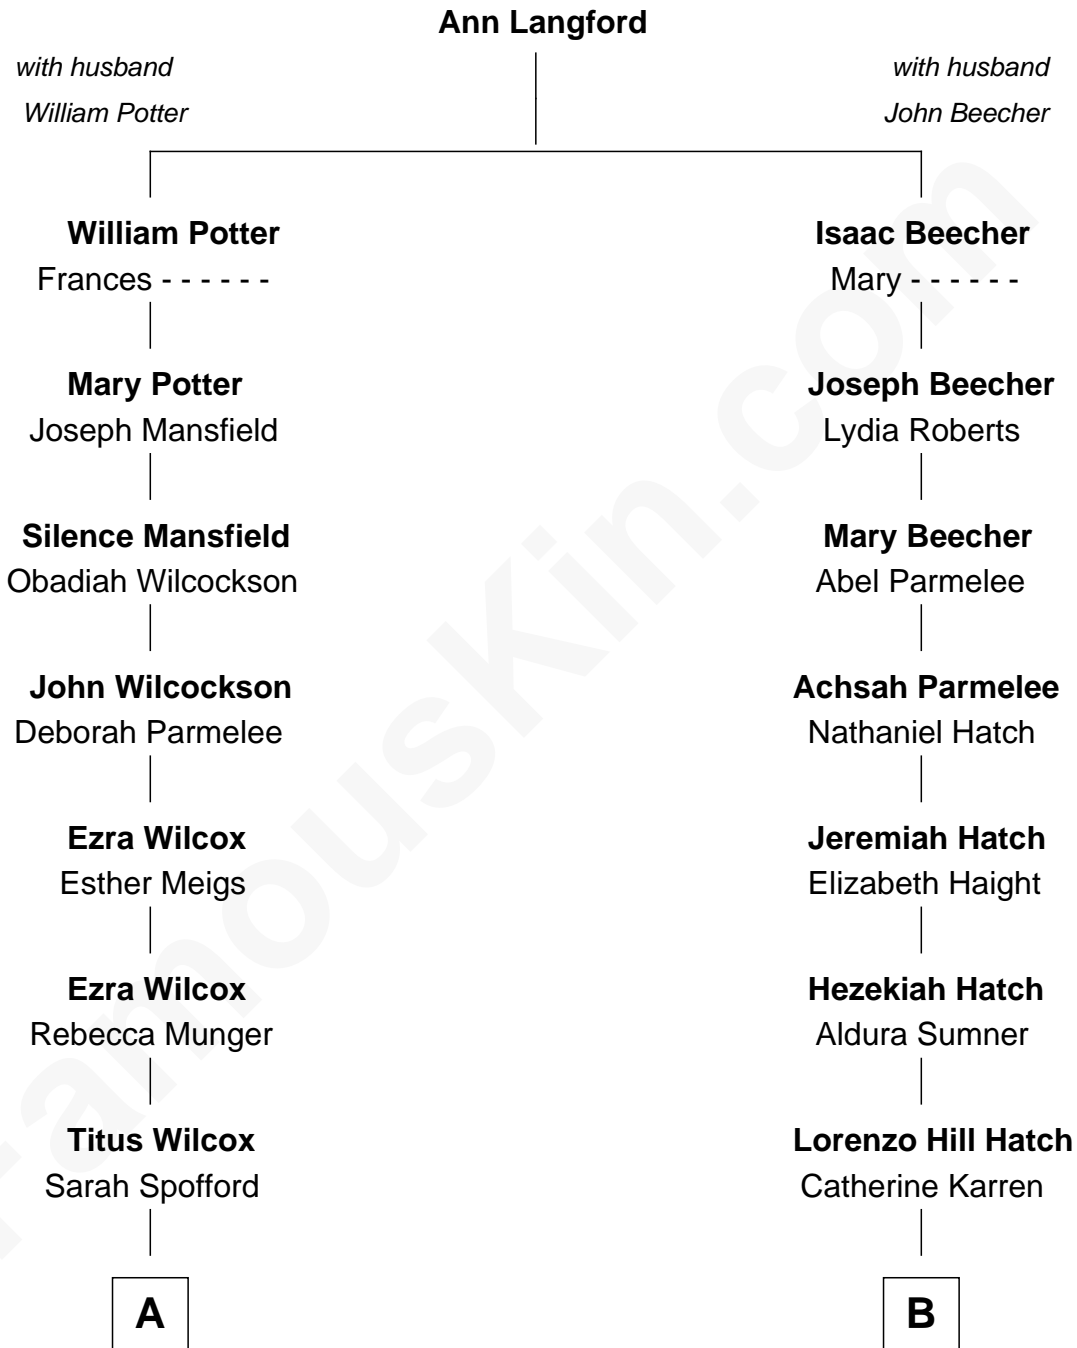 Ann Langford
with husband
William Potter
with husband
John Beecher
William Potter
Frances - - - - - -
Isaac Beecher
Mary - - - - - -
Mary Potter
Joseph Mansfield
Joseph Beecher
Lydia Roberts
Silence Mansfield
Obadiah Wilcockson
Mary Beecher
Abel Parmelee
John Wilcockson
Deborah Parmelee
Achsah Parmelee
Nathaniel Hatch
Ezra Wilcox
Esther Meigs
Jeremiah Hatch
Elizabeth Haight
Ezra Wilcox
Rebecca Munger
Hezekiah Hatch
Aldura Sumner
Titus Wilcox
Sarah Spofford
Lorenzo Hill Hatch
Catherine Karren
A
B
FamousKin.com